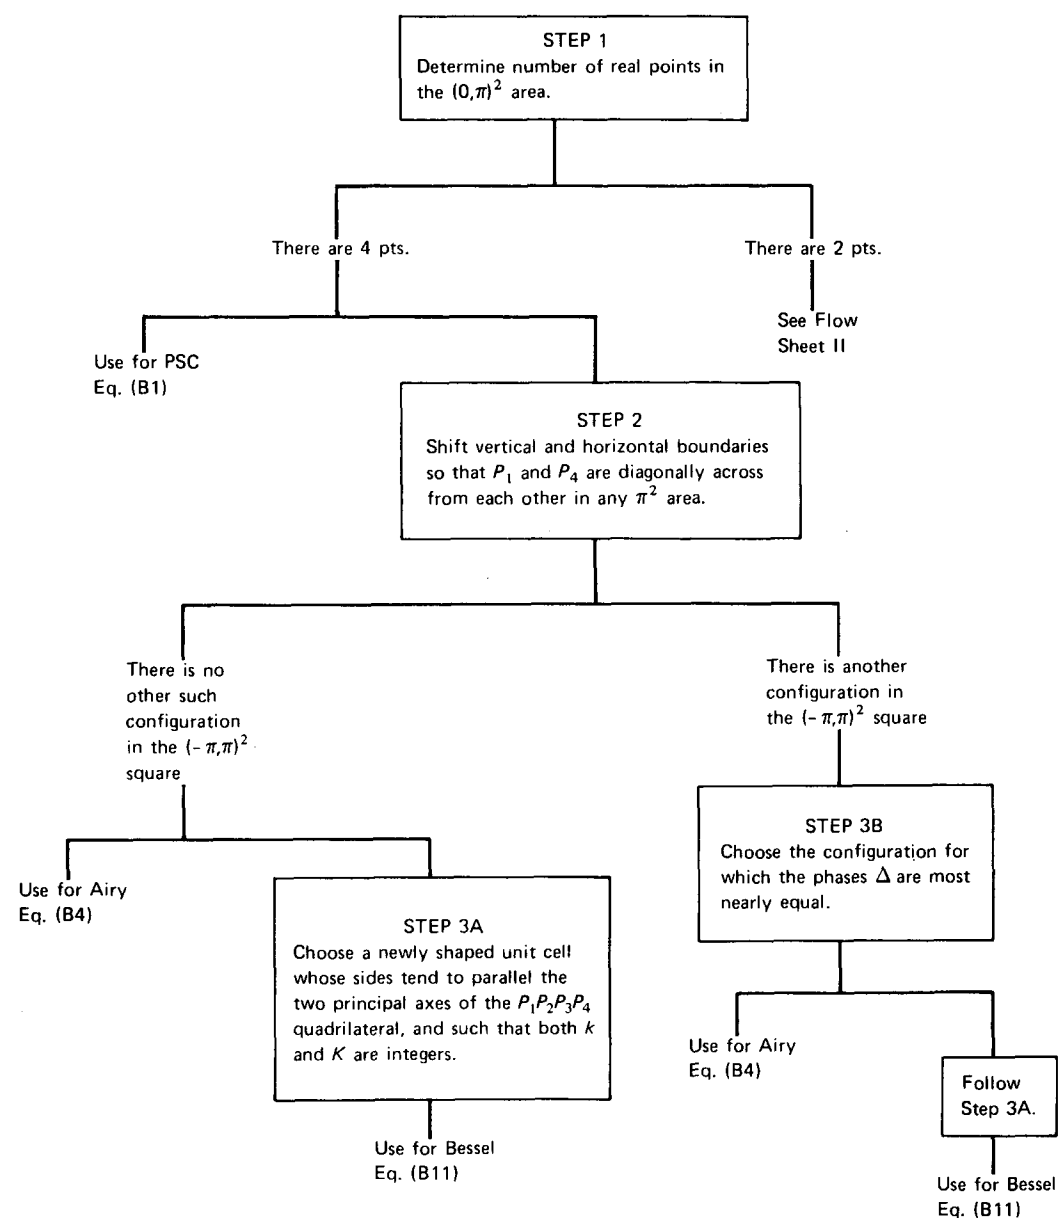 STEP 1
Determine number of real points in
the (0,π)² area.
There are 4 pts.
There are 2 pts.
See Flow
Sheet II
Use for PSC
Eq. (B1)
STEP 2
Shift vertical and horizontal boundaries
so that P₁ and P₄ are diagonally across
from each other in any π² area.
There is no
other such
configuration
in the (-π,π)²
square
There is another
configuration in
the (-π,π)² square
STEP 3B
Choose the configuration for
which the phases Δ are most
nearly equal.
Use for Airy
Eq. (B4)
STEP 3A
Choose a newly shaped unit cell
whose sides tend to parallel the
two principal axes of the P₁P₂P₃P₄
quadrilateral, and such that both k
and K are integers.
Use for Airy
Eq. (B4)
Follow
Step 3A.
Use for Bessel
Eq. (B11)
Use for Bessel
Eq. (B11)